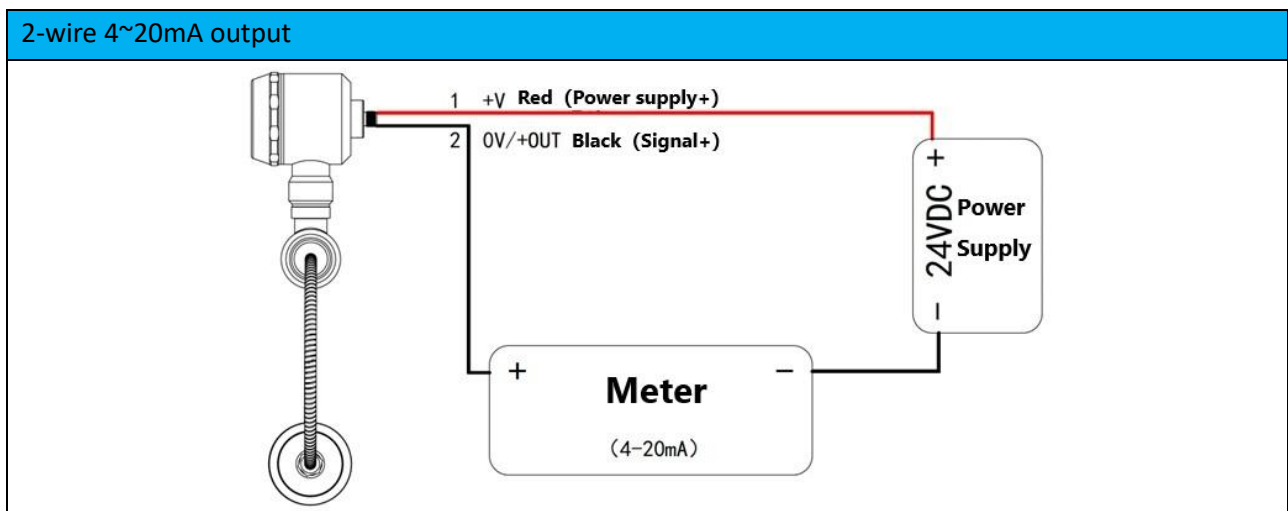 2-wire 4~20mA output
1 +V Red (Power supply+)
2 0V/+OUT Black (Signal+)
+
24VDC
Power
Supply
−
+ Meter −
(4-20mA)